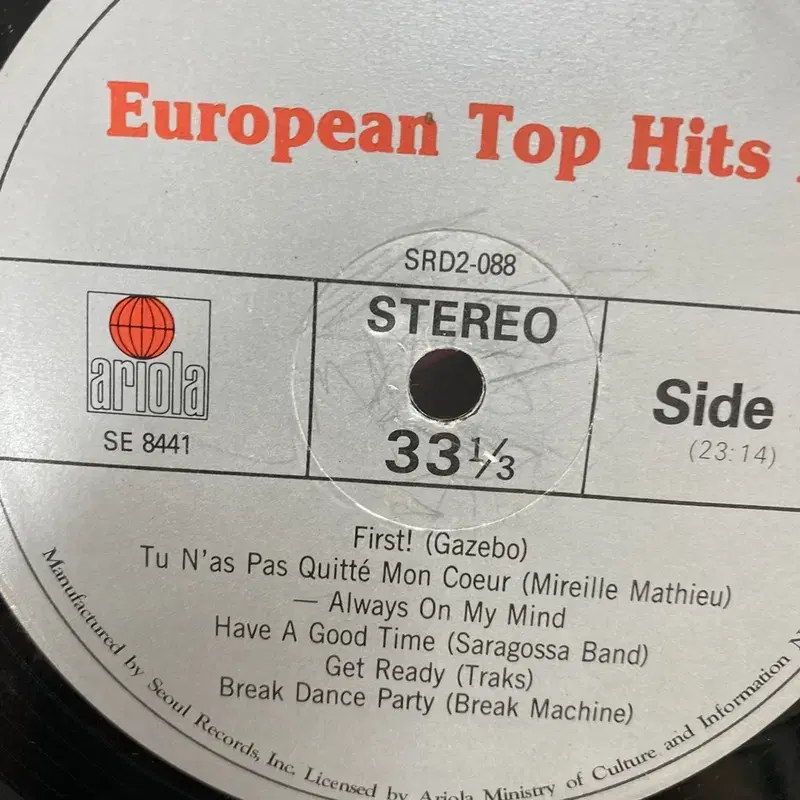 European Top Hits
SRD2-088
STEREO
ariola
SE 8441
33 1/3
Side
(23:14)
First! (Gazebo)
Tu N'as Pas Quitté Mon Coeur (Mireille Mathieu)
— Always On My Mind
Have A Good Time (Saragossa Band)
Get Ready (Traks)
Break Dance Party (Break Machine)
Manufactured by Seoul Records, Inc. Licensed by Ariola Ministry of Culture and Information